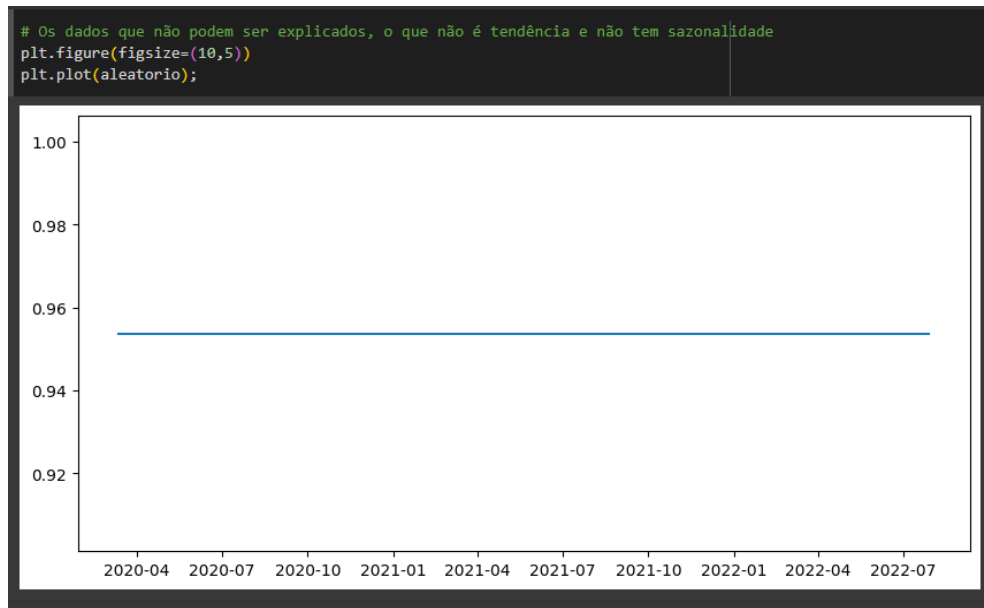 # Os dados que não podem ser explicados, o que não é tendência e não tem sazonalidade
plt.figure(figsize=(10,5))
plt.plot(aleatorio);
1.00
0.98
0.96
0.94
0.92
2020-04 2020-07 2020-10 2021-01 2021-04 2021-07 2021-10 2022-01 2022-04 2022-07